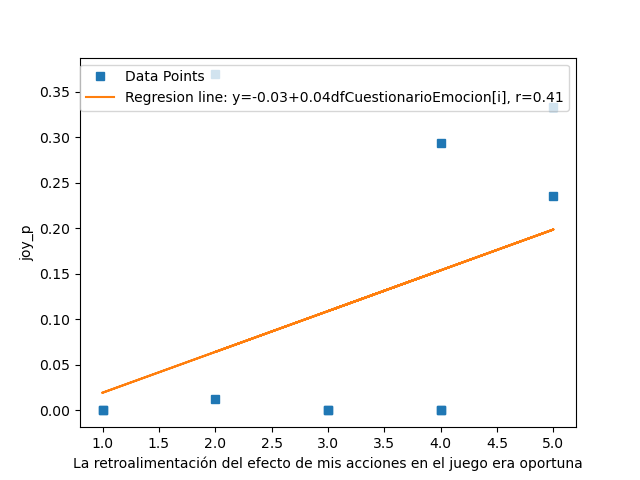 Data Points
Regresion line: y=-0.03+0.04dfCuestionarioEmocion[i], r=0.41
0.35
0.30
0.25
0.20
0.15
0.10
0.05
0.00
joy_p
1.0 1.5 2.0 2.5 3.0 3.5 4.0 4.5 5.0
La retroalimentación del efecto de mis acciones en el juego era oportuna